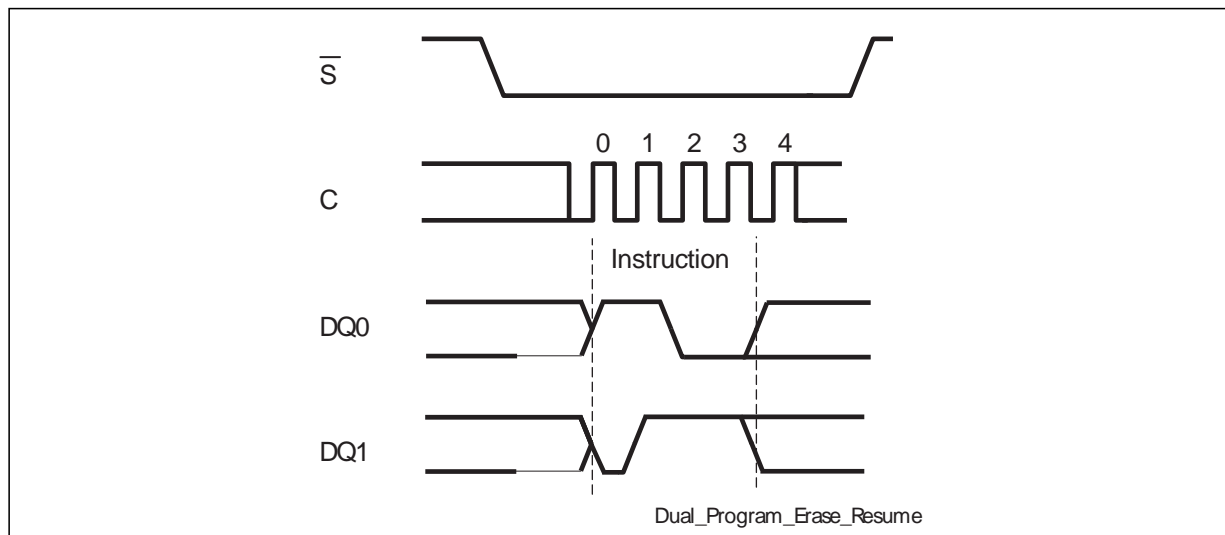 S
0 1 2 3 4
C
Instruction
DQ0
DQ1
Dual_Program_Erase_Resume